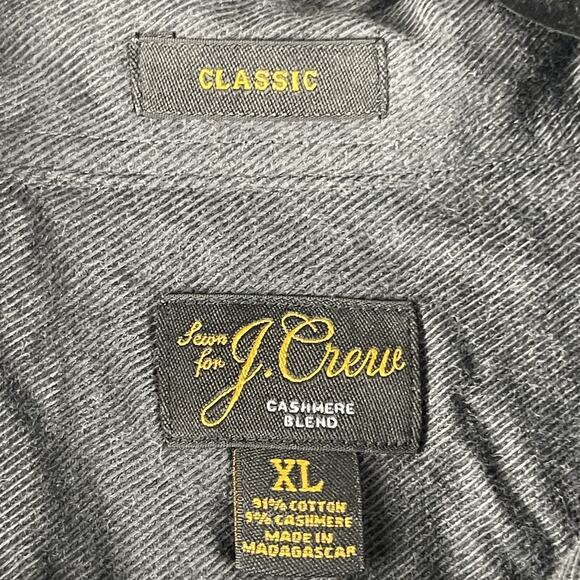 CLASSIC
Sewn
for J.Crew
CASHMERE
BLEND
XL
91% COTTON
9% CASHMERE
MADE IN
MADAGASCAR